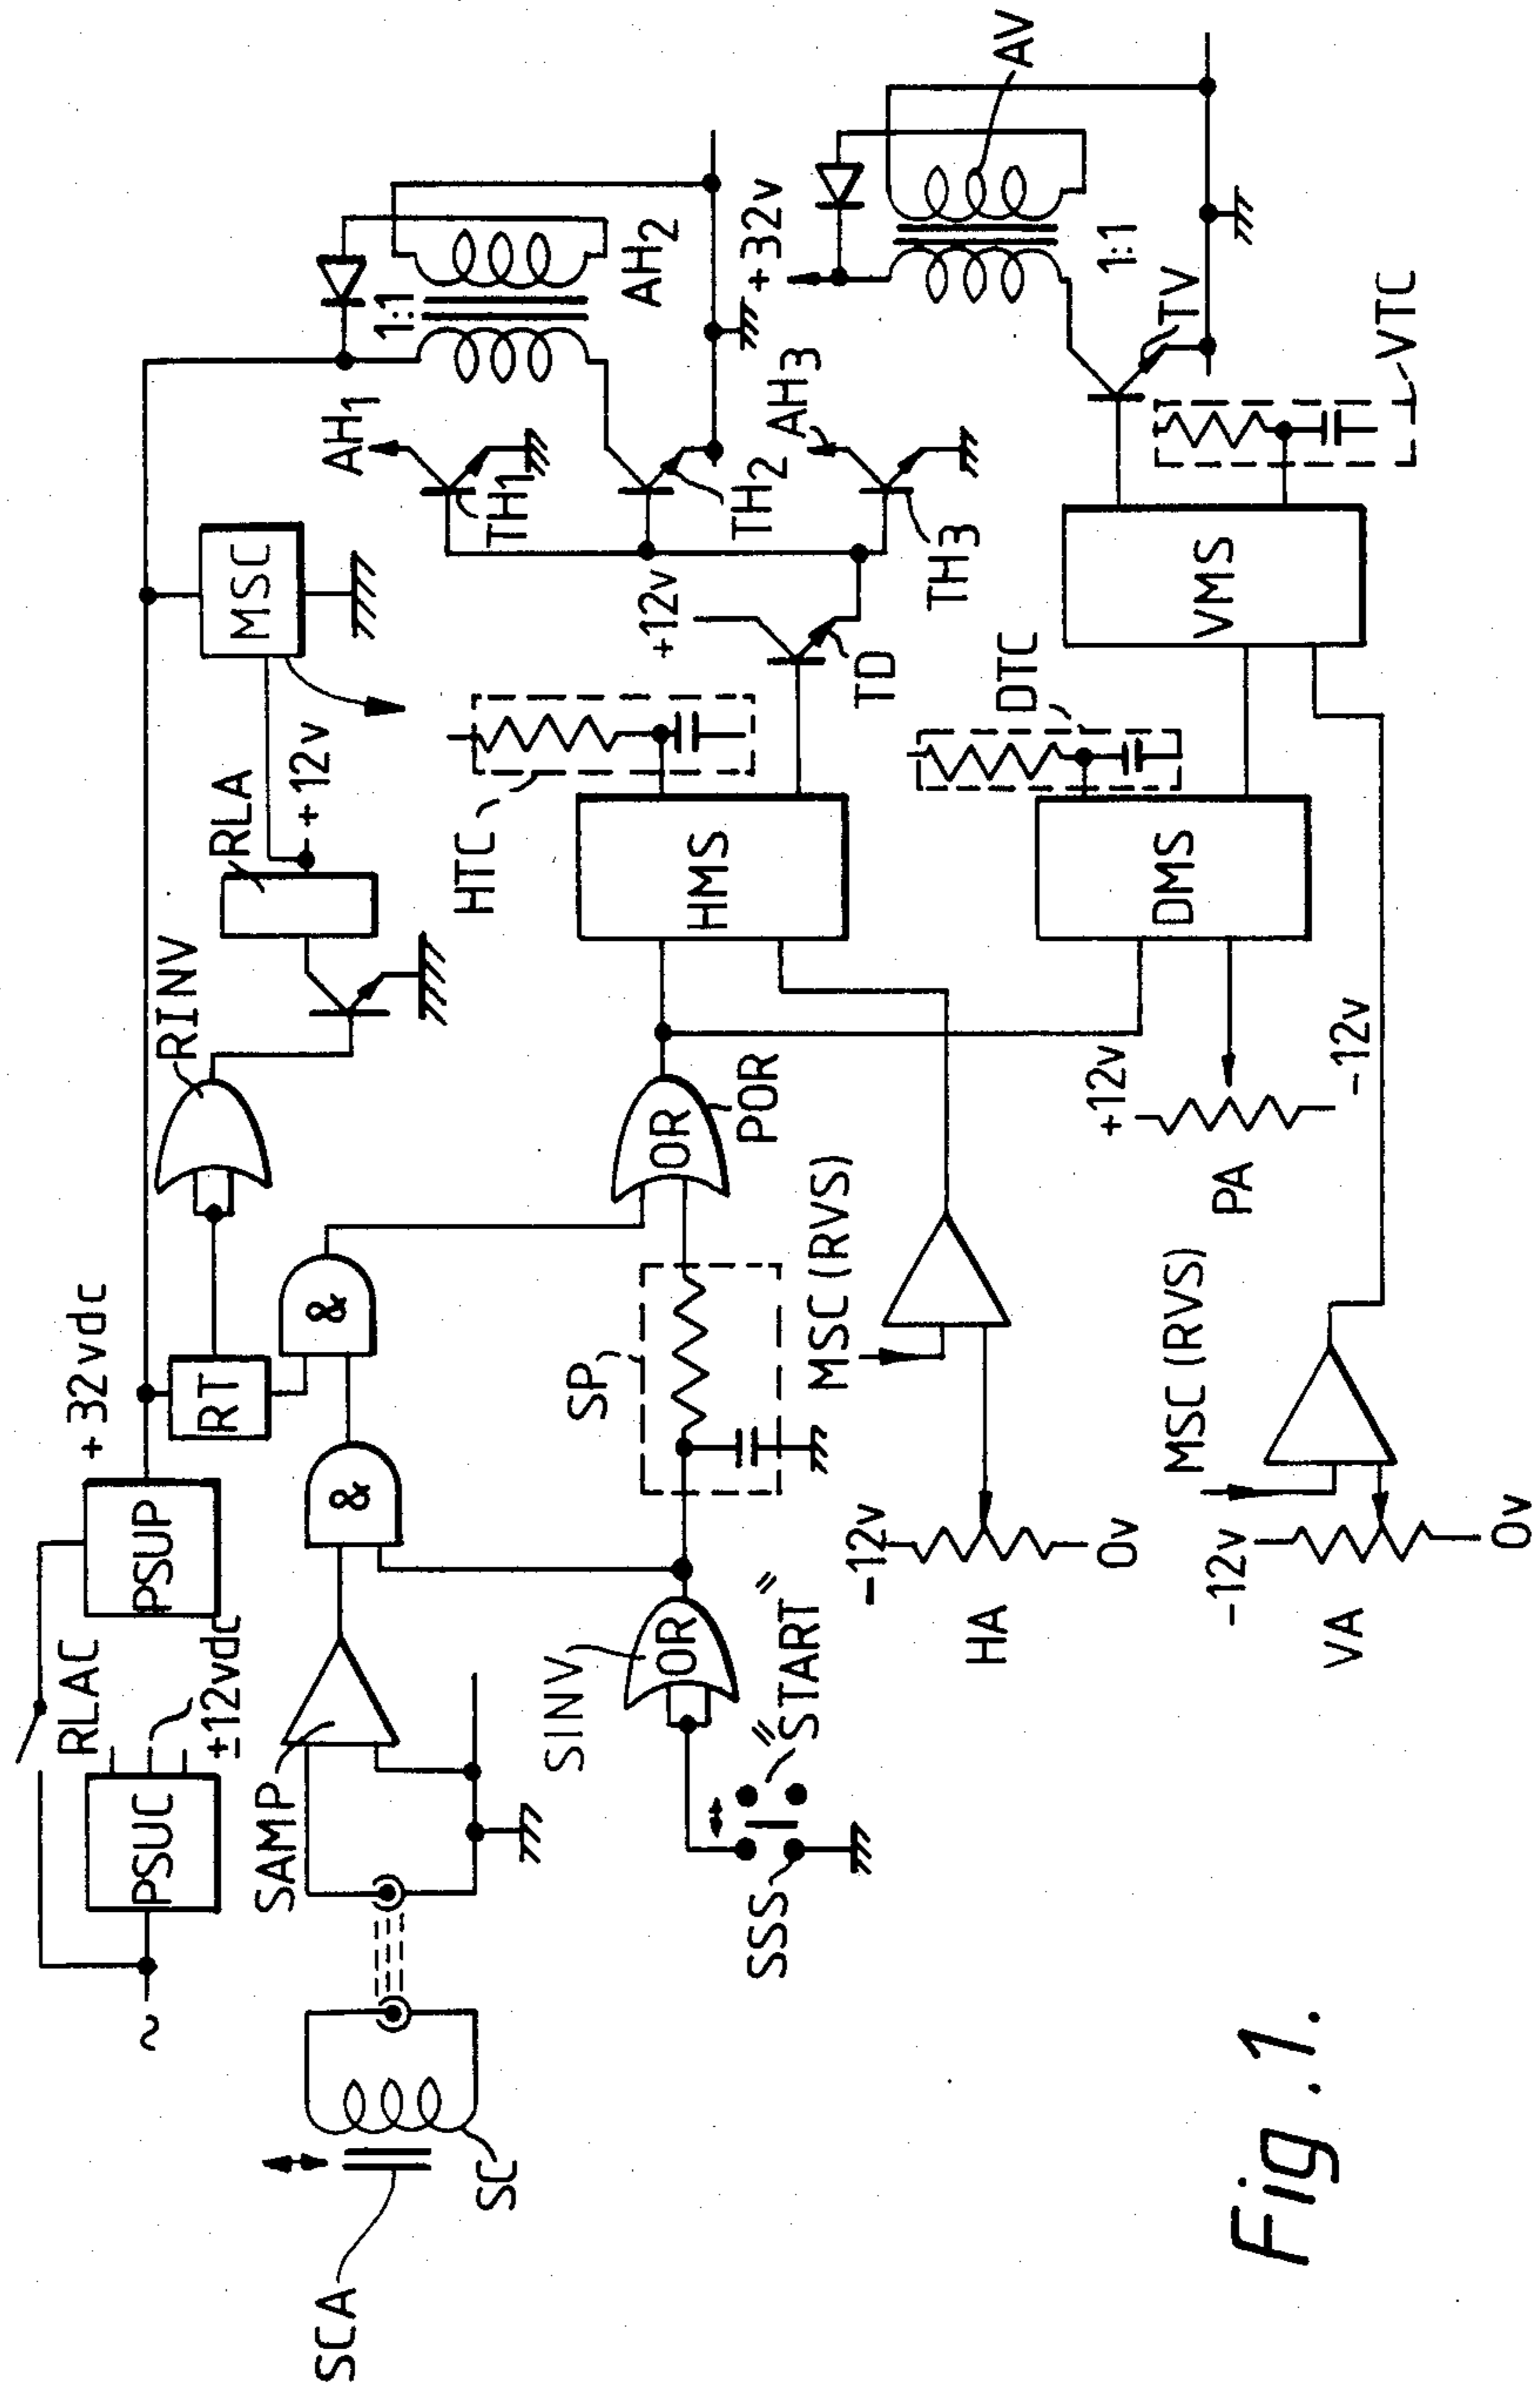 SCA
SC
~
PSUC
RLAC
±12vdc
PSUP
+32vdc
SAMP
&
&
RT
RINV
RLA
+12v
MSC
SSS
"START"
SINV
OR
SP
OR
POR
HMS
HTC
+12v
TD
AH1
TH1
TH2
AH3
TH3
1:1
AH2
HA
-12v
0v
MSC (RVS)
VA
-12v
0v
MSC (RVS)
PA
+12v
-12v
DMS
DTC
VMS
VTC
TV
+32v
1:1
AV
Fig.1.